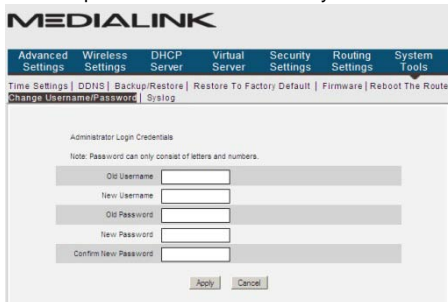 MEDIALINK
Advanced Settings Wireless Settings DHCP Server Virtual Server Security Settings Routing Settings System Tools
Time Settings | DDNS | Backup/Restore | Restore To Factory Default | Firmware | Reboot The Route
Change Username/Password | Syslog
Administrator Login Credentials
Note: Password can only consist of letters and numbers.
Old Username
New Username
Old Password
New Password
Confirm New Password
Apply Cancel